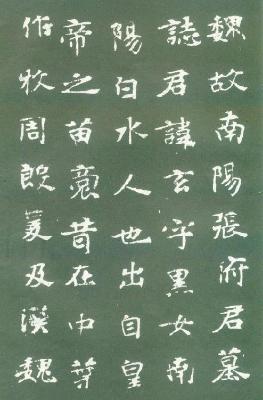 魏故南陽張府君墓
誌君諱玄字黑女南
陽白水人也出自皇
帝之苗裔昔在中葉
作牧周殷爰及漢魏